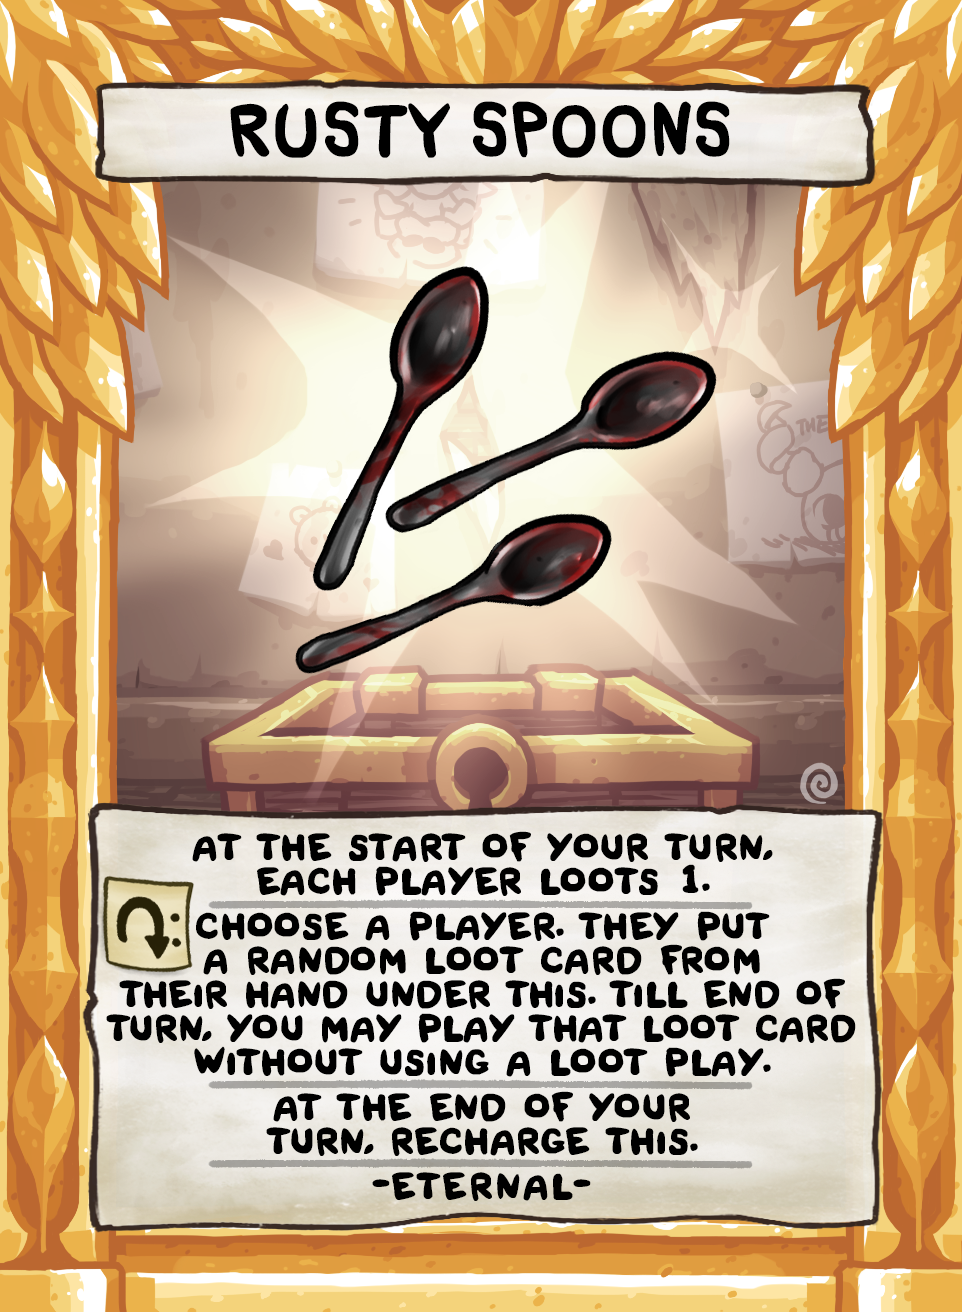 RUSTY SPOONS
THE
AT THE START OF YOUR TURN,
EACH PLAYER LOOTS 1.
: CHOOSE A PLAYER. THEY PUT
A RANDOM LOOT CARD FROM
THEIR HAND UNDER THIS. TILL END OF
TURN, YOU MAY PLAY THAT LOOT CARD
WITHOUT USING A LOOT PLAY.
AT THE END OF YOUR
TURN, RECHARGE THIS.
-ETERNAL-